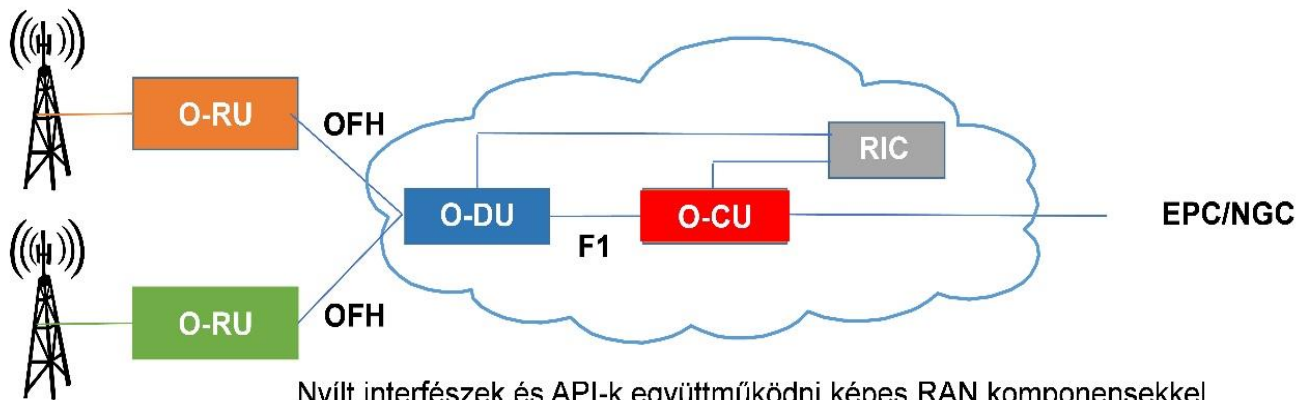 O-RU
OFH
RIC
O-DU
F1
O-CU
EPC/NGC
O-RU
OFH
Nyílt interfészek és API-k együttműködni képes RAN komponensekkel